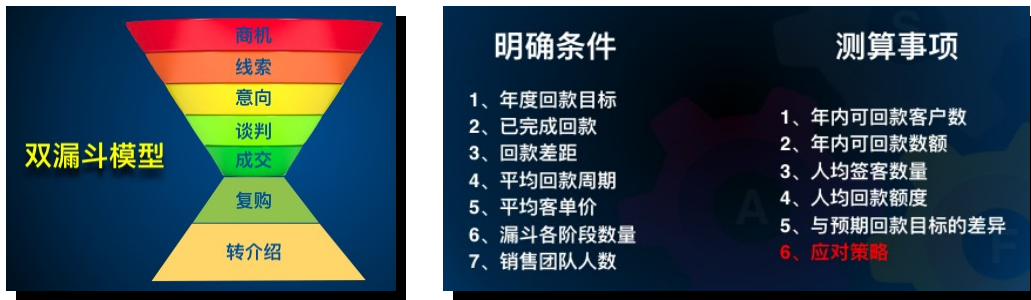 双漏斗模型
商机
线索
意向
谈判
成交
复购
转介绍
明确条件
1、年度回款目标
2、已完成回款
3、回款差距
4、平均回款周期
5、平均客单价
6、漏斗各阶段数量
7、销售团队人数
测算事项
1、年内可回款客户数
2、年内可回款数额
3、人均签客数量
4、人均回款额度
5、与预期回款目标的差异
6、应对策略
S
A
F